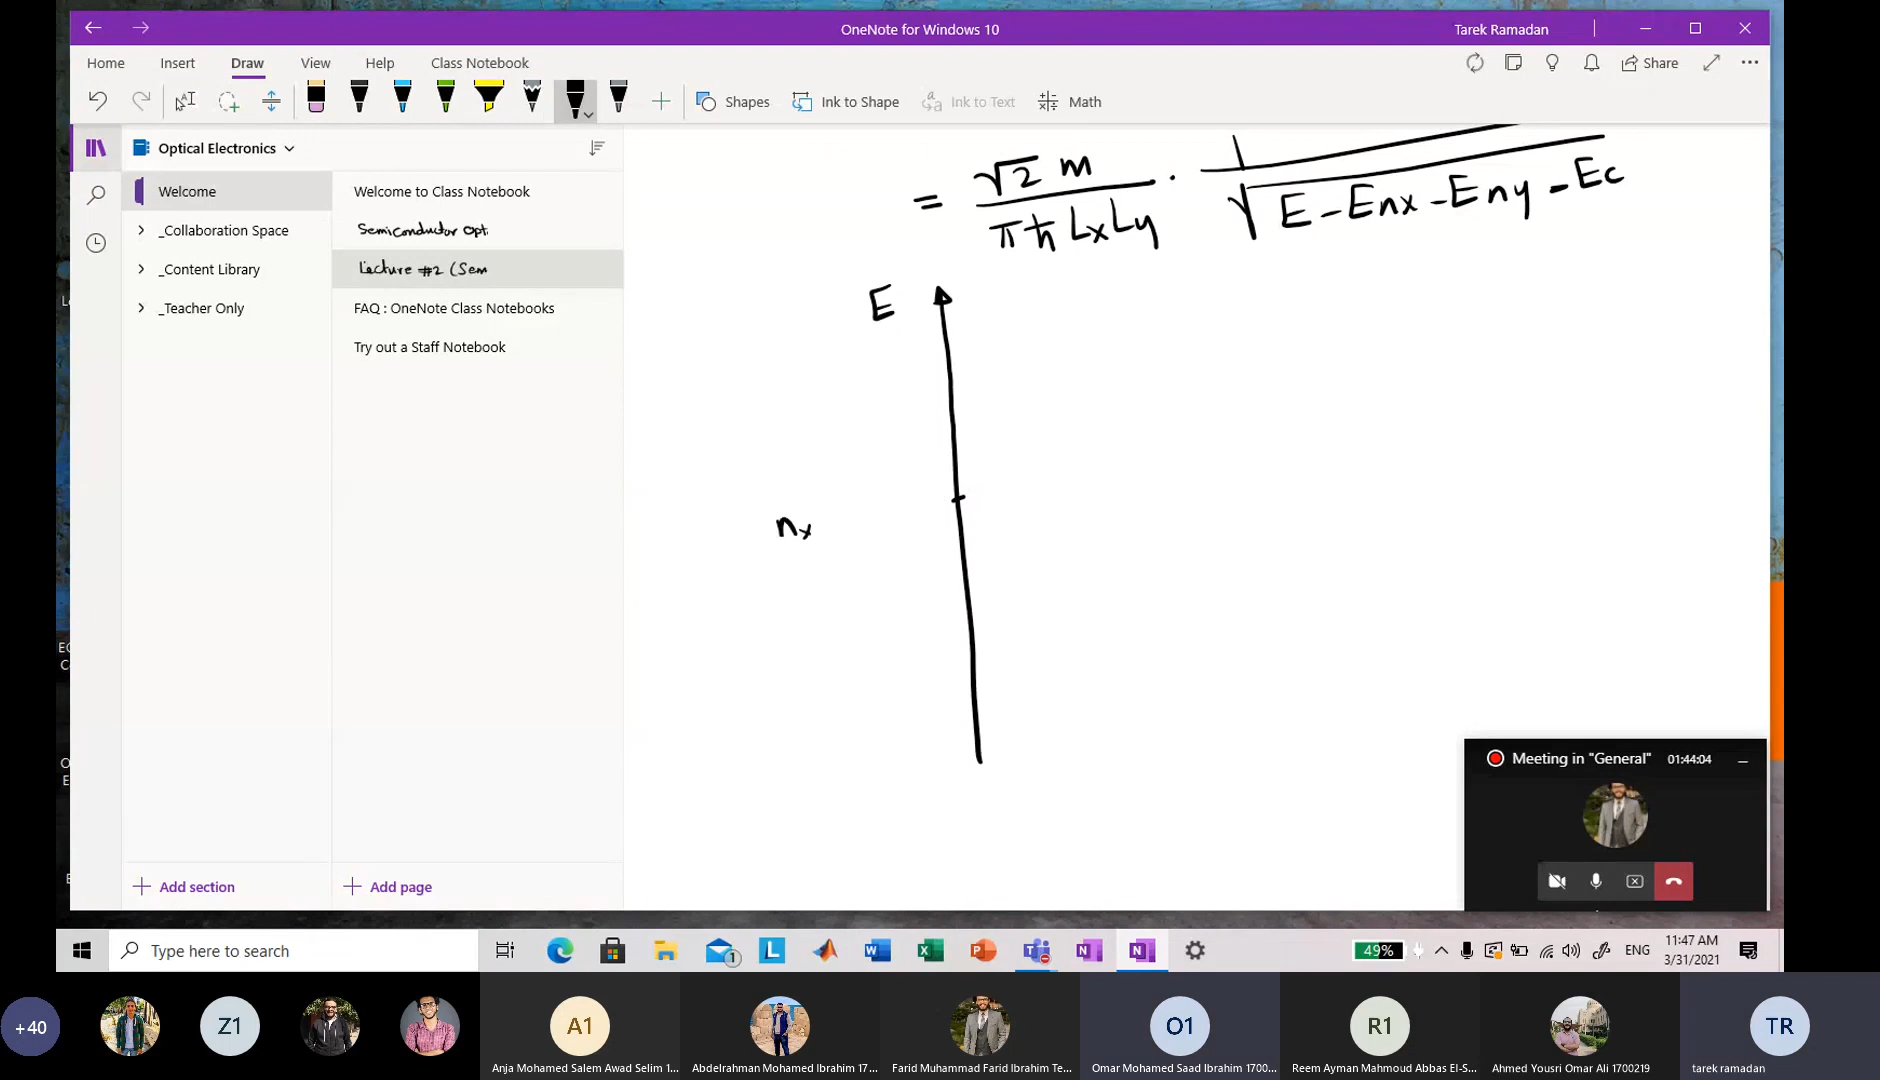 OneNote for Windows 10
Tarek Ramadan
Home Insert Draw View Help Class Notebook
Share
Shapes Ink to Shape Ink to Text Math
Optical Electronics
Welcome
_Collaboration Space
_Content Library
_Teacher Only
Welcome to Class Notebook
Semiconductor Opti
Lecture #2 (Sem
FAQ : OneNote Class Notebooks
Try out a Staff Notebook
= √2 m / πħ LxLy · 1 / √E - Enx - Eny - Ec
E
nx
Meeting in "General" 01:44:04
Add section
Add page
Type here to search
1
49%
ENG
11:47 AM
3/31/2021
+40
Z1
A1
O1
R1
TR
Anja Mohamed Salem Awad Selim 1...
Abdelrahman Mohamed Ibrahim 17...
Farid Muhammad Farid Ibrahim Te...
Omar Mohamed Saad Ibrahim 1700...
Reem Ayman Mahmoud Abbas El-S...
Ahmed Yousri Omar Ali 1700219
tarek ramadan